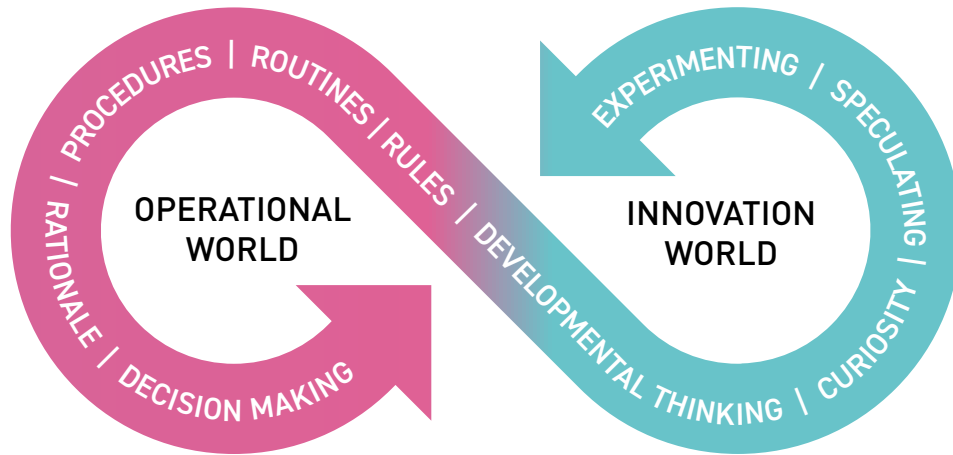 DECISION MAKING | RATIONALE | PROCEDURES | ROUTINES | RULES | DEVELOPMENTAL THINKING | CURIOSITY | SPECULATING | EXPERIMENTING
OPERATIONAL
WORLD
INNOVATION
WORLD